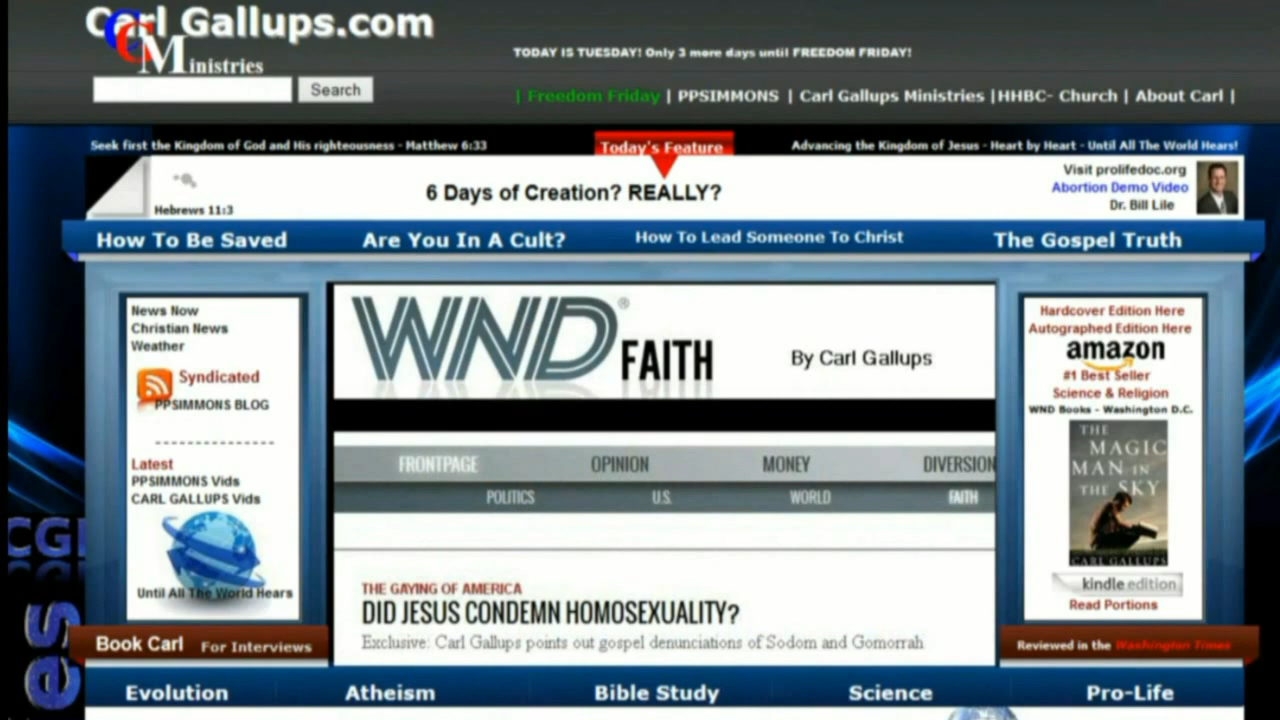 Carl Gallups.com
CGMinistries
Search
TODAY IS TUESDAY! Only 3 more days until FREEDOM FRIDAY!
| Freedom Friday | PPSIMMONS | Carl Gallups Ministries |HHBC- Church | About Carl |
Seek first the Kingdom of God and His righteousness - Matthew 6:33
Today's Feature
Advancing the Kingdom of Jesus - Heart by Heart - Until All The World Hears!
Hebrews 11:3
6 Days of Creation? REALLY?
Visit prolifedoc.org
Abortion Demo Video
Dr. Bill Lile
How To Be Saved
Are You In A Cult?
How To Lead Someone To Christ
The Gospel Truth
News Now
Christian News
Weather
Syndicated
PPSIMMONS BLOG
Latest
PPSIMMONS Vids
CARL GALLUPS Vids
Until All The World Hears
Book Carl For Interviews
WND® FAITH
By Carl Gallups
FRONTPAGE OPINION MONEY DIVERSION
POLITICS U.S. WORLD FAITH
THE GAYING OF AMERICA
DID JESUS CONDEMN HOMOSEXUALITY?
Exclusive: Carl Gallups points out gospel denunciations of Sodom and Gomorrah
Hardcover Edition Here
Autographed Edition Here
amazon
#1 Best Seller
Science & Religion
WND Books - Washington D.C.
THE
MAGIC
MAN IN
THE SKY
CARL GALLUPS
kindle edition
Read Portions
Reviewed in the Washington Times
CGI
es
Evolution
Atheism
Bible Study
Science
Pro-Life